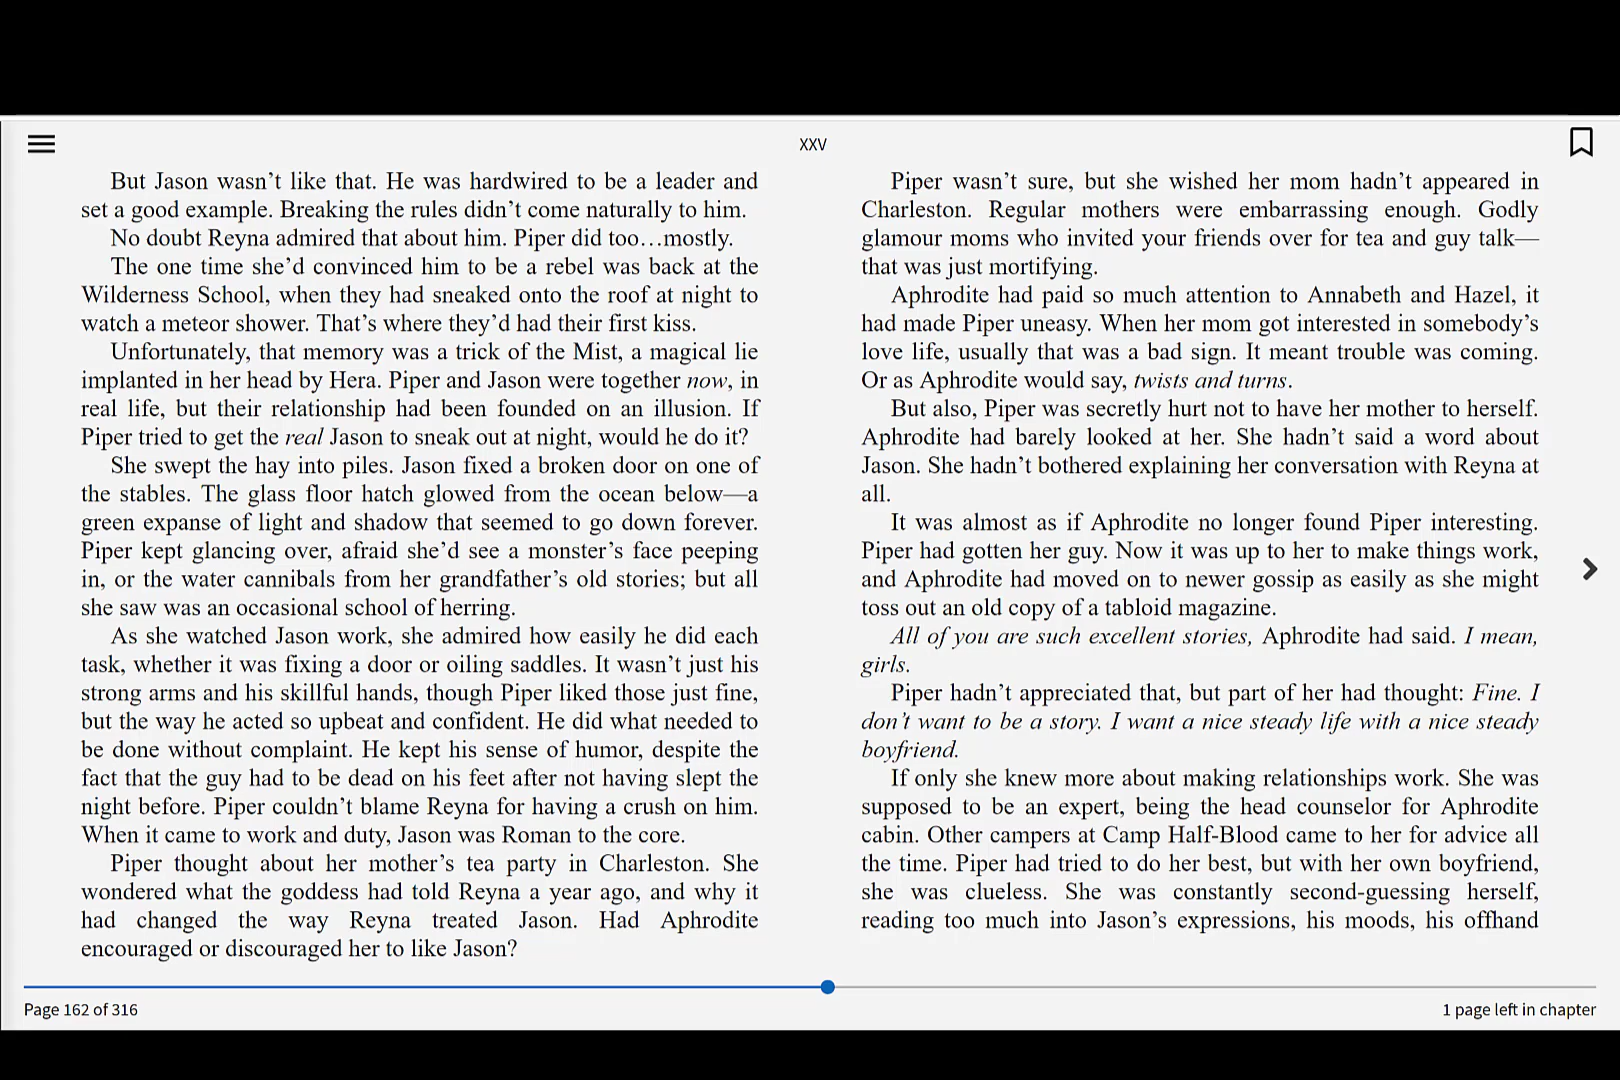 XXV
But Jason wasn’t like that. He was hardwired to be a leader and
set a good example. Breaking the rules didn’t come naturally to him.
No doubt Reyna admired that about him. Piper did too…mostly.
The one time she’d convinced him to be a rebel was back at the
Wilderness School, when they had sneaked onto the roof at night to
watch a meteor shower. That’s where they’d had their first kiss.
Unfortunately, that memory was a trick of the Mist, a magical lie
implanted in her head by Hera. Piper and Jason were together now, in
real life, but their relationship had been founded on an illusion. If
Piper tried to get the real Jason to sneak out at night, would he do it?
She swept the hay into piles. Jason fixed a broken door on one of
the stables. The glass floor hatch glowed from the ocean below—a
green expanse of light and shadow that seemed to go down forever.
Piper kept glancing over, afraid she’d see a monster’s face peeping
in, or the water cannibals from her grandfather’s old stories; but all
she saw was an occasional school of herring.
As she watched Jason work, she admired how easily he did each
task, whether it was fixing a door or oiling saddles. It wasn’t just his
strong arms and his skillful hands, though Piper liked those just fine,
but the way he acted so upbeat and confident. He did what needed to
be done without complaint. He kept his sense of humor, despite the
fact that the guy had to be dead on his feet after not having slept the
night before. Piper couldn’t blame Reyna for having a crush on him.
When it came to work and duty, Jason was Roman to the core.
Piper thought about her mother’s tea party in Charleston. She
wondered what the goddess had told Reyna a year ago, and why it
had changed the way Reyna treated Jason. Had Aphrodite
encouraged or discouraged her to like Jason?
Piper wasn’t sure, but she wished her mom hadn’t appeared in
Charleston. Regular mothers were embarrassing enough. Godly
glamour moms who invited your friends over for tea and guy talk—
that was just mortifying.
Aphrodite had paid so much attention to Annabeth and Hazel, it
had made Piper uneasy. When her mom got interested in somebody’s
love life, usually that was a bad sign. It meant trouble was coming.
Or as Aphrodite would say, twists and turns.
But also, Piper was secretly hurt not to have her mother to herself.
Aphrodite had barely looked at her. She hadn’t said a word about
Jason. She hadn’t bothered explaining her conversation with Reyna at
all.
It was almost as if Aphrodite no longer found Piper interesting.
Piper had gotten her guy. Now it was up to her to make things work,
and Aphrodite had moved on to newer gossip as easily as she might
toss out an old copy of a tabloid magazine.
All of you are such excellent stories, Aphrodite had said. I mean,
girls.
Piper hadn’t appreciated that, but part of her had thought: Fine. I
don’t want to be a story. I want a nice steady life with a nice steady
boyfriend.
If only she knew more about making relationships work. She was
supposed to be an expert, being the head counselor for Aphrodite
cabin. Other campers at Camp Half-Blood came to her for advice all
the time. Piper had tried to do her best, but with her own boyfriend,
she was clueless. She was constantly second-guessing herself,
reading too much into Jason’s expressions, his moods, his offhand
Page 162 of 316
1 page left in chapter